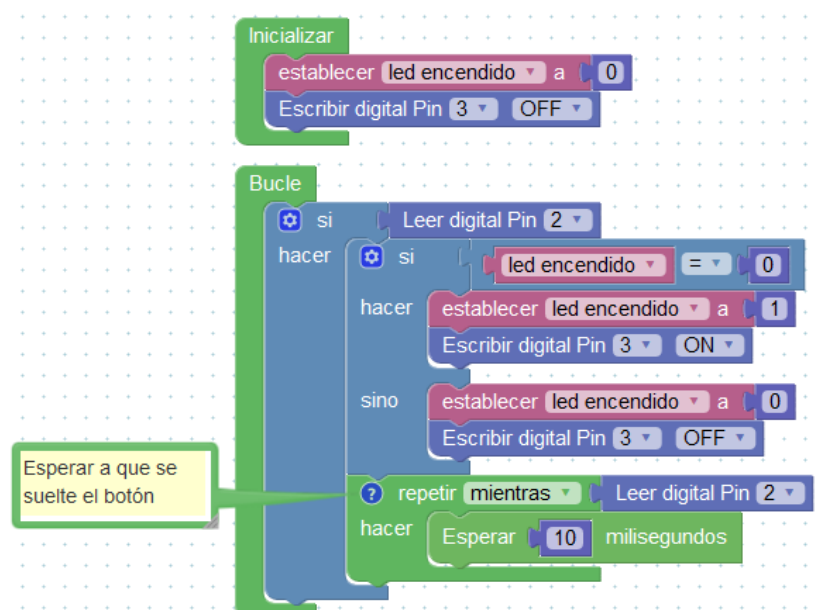 Inicializar
establecer led encendido a 0
Escribir digital Pin 3 OFF
Bucle
si Leer digital Pin 2
hacer si led encendido = 0
hacer establecer led encendido a 1
Escribir digital Pin 3 ON
sino establecer led encendido a 0
Escribir digital Pin 3 OFF
Esperar a que se
suelte el botón
? repetir mientras Leer digital Pin 2
hacer Esperar 10 milisegundos